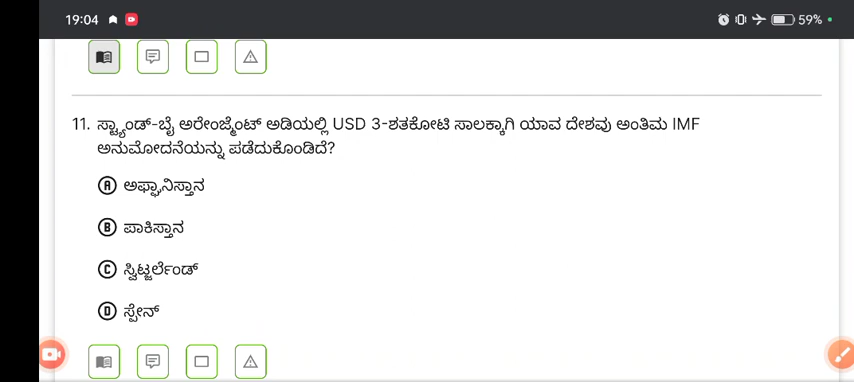 19:04 59%
11. ಸ್ಟ್ಯಾಂಡ್-ಬೈ ಅರೇಂಜ್ಮೆಂಟ್ ಅಡಿಯಲ್ಲಿ USD 3-ಶತಕೋಟಿ ಸಾಲಕ್ಕಾಗಿ ಯಾವ ದೇಶವು ಅಂತಿಮ IMF
ಅನುಮೋದನೆಯನ್ನು ಪಡೆದುಕೊಂಡಿದೆ?
A ಅಫ್ಘಾನಿಸ್ತಾನ
B ಪಾಕಿಸ್ತಾನ
C ಸ್ವಿಟ್ಜರ್ಲೆಂಡ್
D ಸ್ಪೇನ್